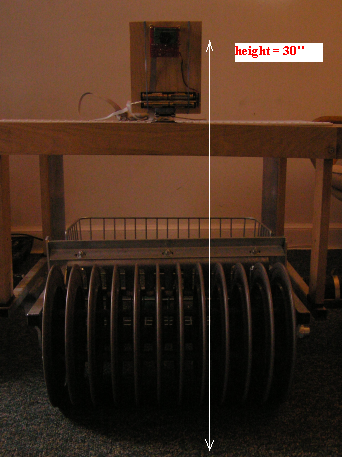 height = 30"